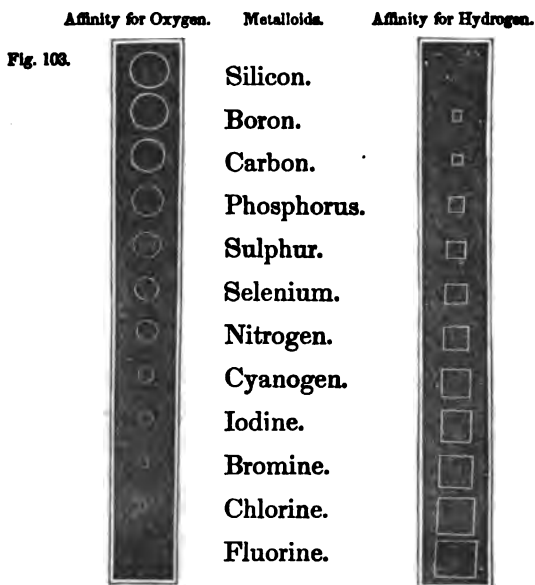 Affinity for Oxygen. Metalloids. Affinity for Hydrogen.
Fig. 103.
Silicon.
Boron.
Carbon.
Phosphorus.
Sulphur.
Selenium.
Nitrogen.
Cyanogen.
Iodine.
Bromine.
Chlorine.
Fluorine.